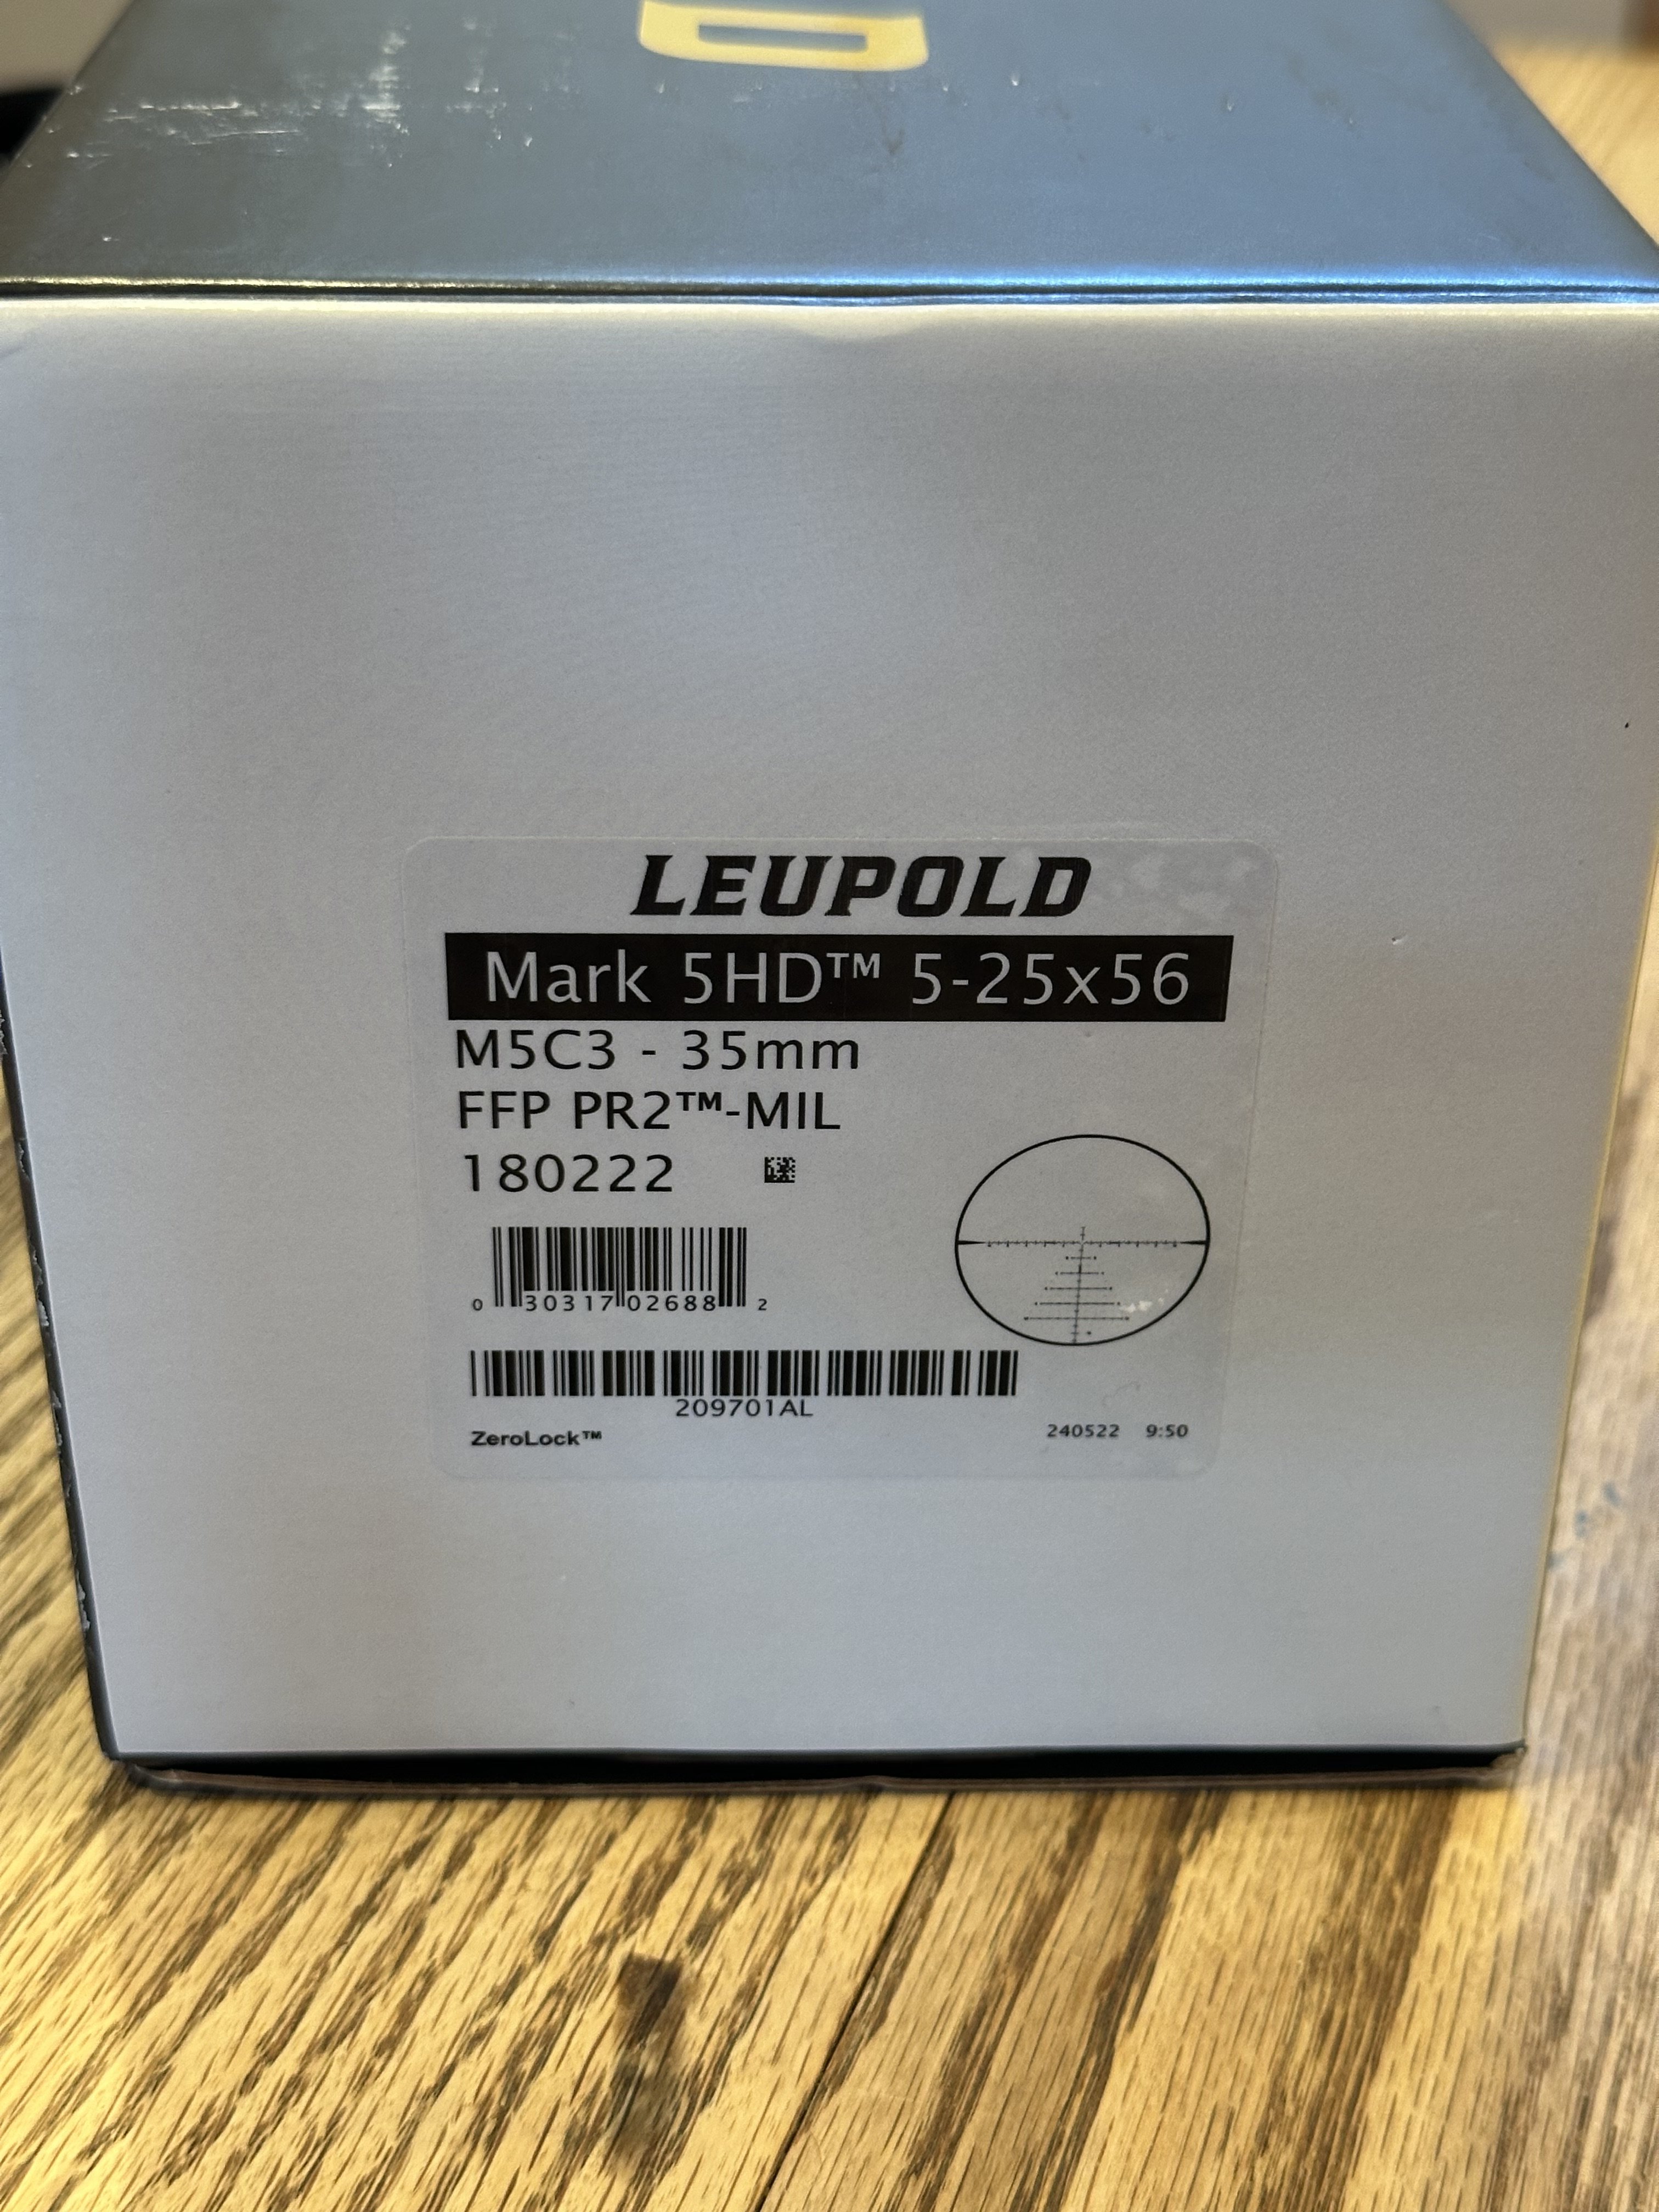 LEUPOLD
Mark 5HD™ 5-25x56
M5C3 - 35mm
FFP PR2™-MIL
180222
0 30317 02688 2
209701AL
ZeroLock™ 240522 9:50